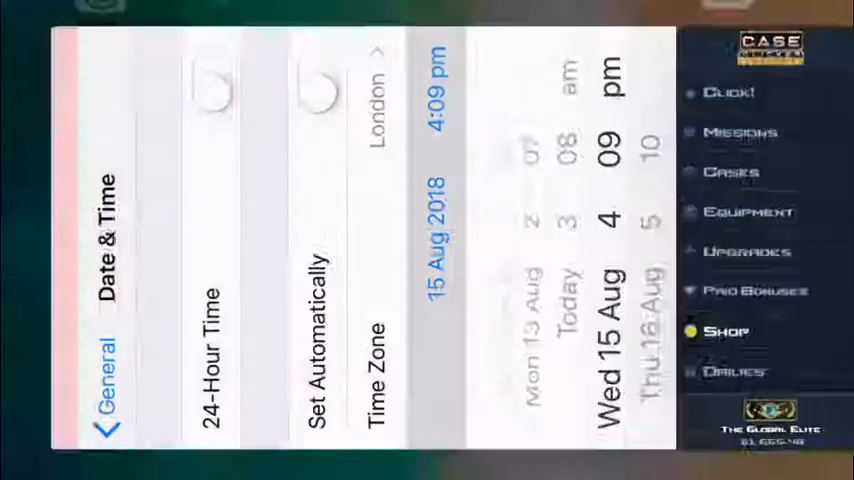 General
Date & Time
24-Hour Time
Set Automatically
Time Zone
London
15 Aug 2018 4:09 pm
Mon 13 Aug 2 07
Today 3 08 am
Wed 15 Aug 4 09 pm
Thu 16 Aug 5 10
CASE
CLICK!
MISSIONS
CASES
EQUIPMENT
UPGRADES
PAID BONUSES
SHOP
DAILIES
THE GLOBAL ELITE